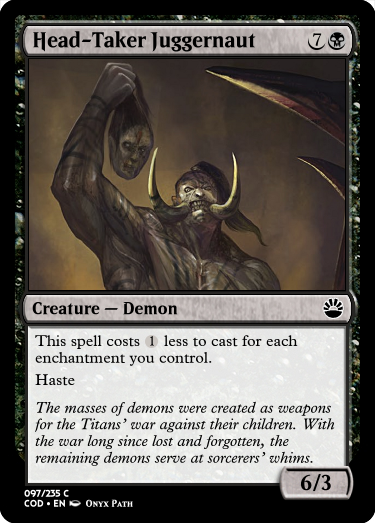 Head-Taker Juggernaut 7
Creature — Demon
This spell costs 1 less to cast for each
enchantment you control.
Haste
The masses of demons were created as weapons
for the Titans' war against their children. With
the war long since lost and forgotten, the
remaining demons serve at sorcerers' whims.
6/3
097/235 C
COD • EN Onyx Path